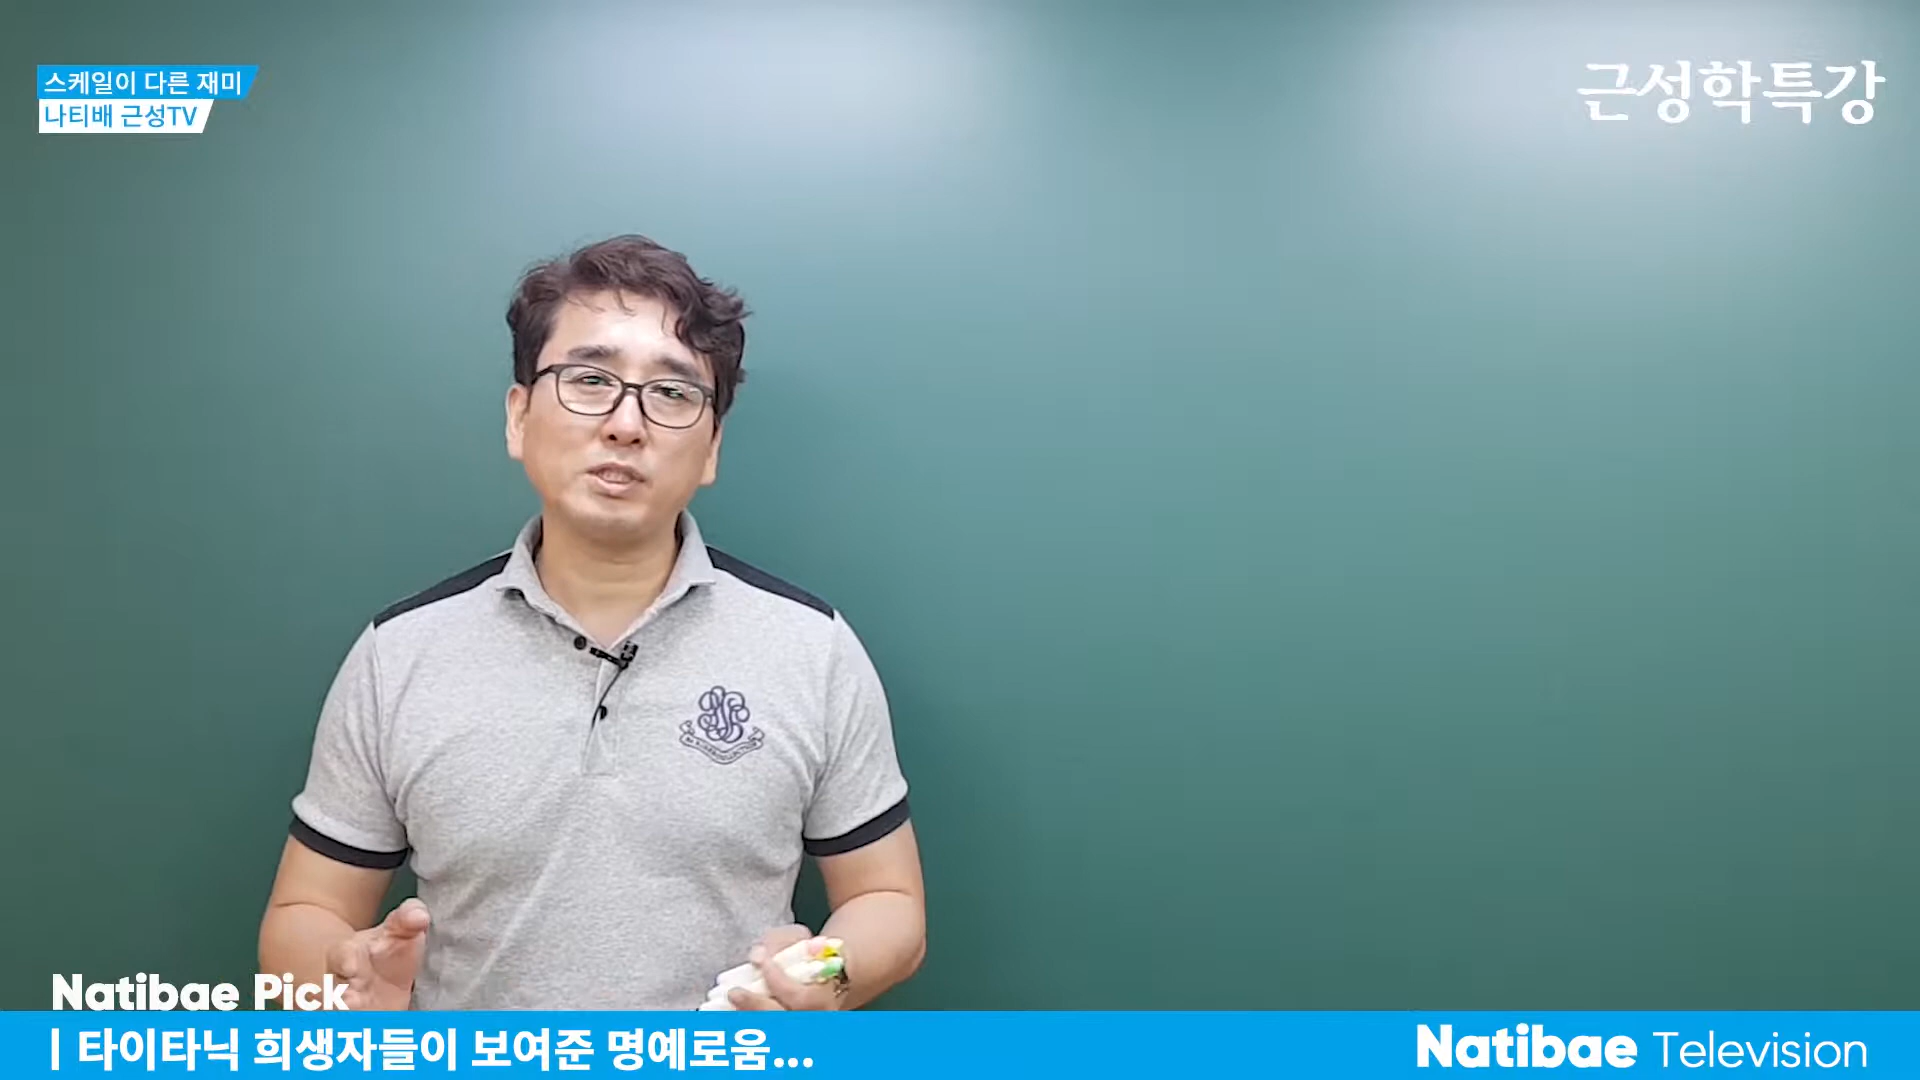 스케일이 다른 재미
나티배 근성TV
근성학특강
Natibae Pick
| 타이타닉 희생자들이 보여준 명예로움...
Natibae Television